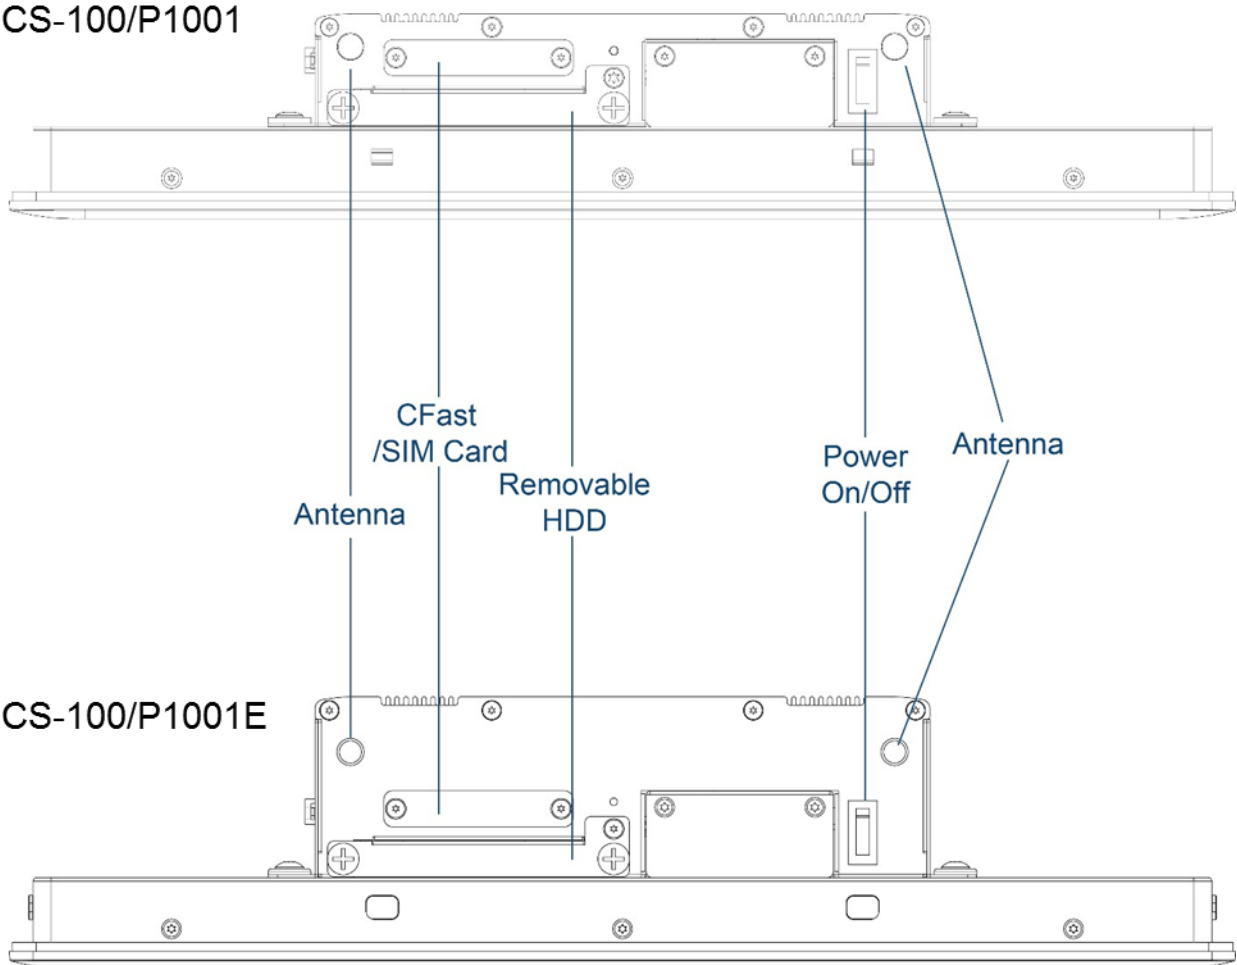 CS-100/P1001
CFast
/SIM Card
Antenna
Power
On/Off
Removable
HDD
Antenna
CS-100/P1001E